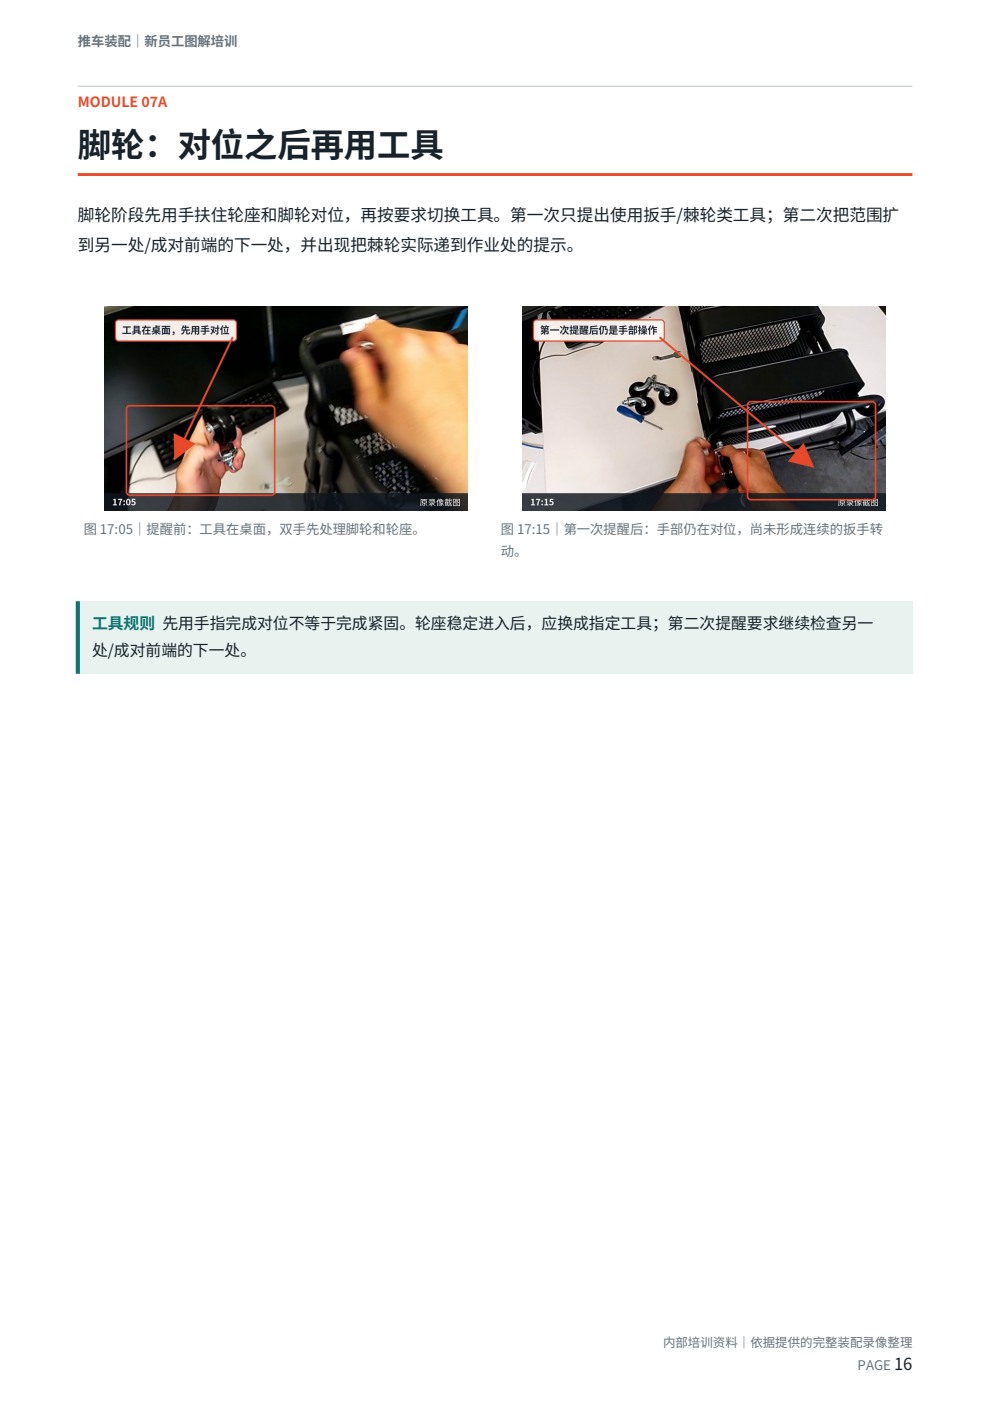 推车装配｜新员工图解培训
MODULE 07A
脚轮：对位之后再用工具
脚轮阶段先用手扶住轮座和脚轮对位，再按要求切换工具。第一次只提出使用扳手/棘轮类工具；第二次把范围扩
到另一处/成对前端的下一处，并出现把棘轮实际递到作业处的提示。
工具在桌面，先用手对位
17:05
原录像截图
第一次提醒后仍是手部操作
17:15
原录像截图
图 17:05｜提醒前：工具在桌面，双手先处理脚轮和轮座。
图 17:15｜第一次提醒后：手部仍在对位，尚未形成连续的扳手转
动。
工具规则 先用手指完成对位不等于完成紧固。轮座稳定进入后，应换成指定工具；第二次提醒要求继续检查另一
处/成对前端的下一处。
内部培训资料｜依据提供的完整装配录像整理
PAGE 16